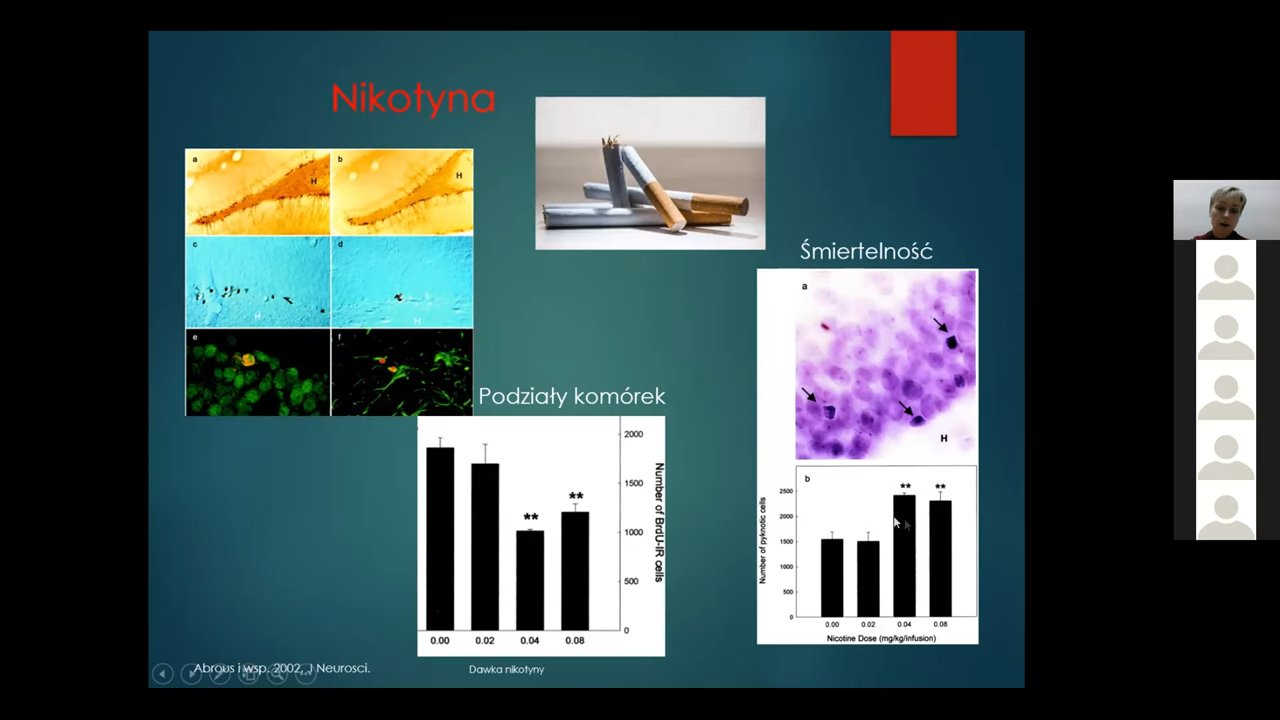 Nikotyna
a
b
H
H
c
d
H
H
e
f
Śmiertelność
a
H
Podziały komórek
2000
1500
1000
500
0
Number of BrdU-IR cells
**
**
0.00 0.02 0.04 0.08
Dawka nikotyny
b
2500
2000
1500
1000
500
0
Number of pyknotic cells
**
**
0.00 0.02 0.04 0.08
Nicotine Dose (mg/kg/infusion)
Abrous i wsp. 2002, J Neurosci.